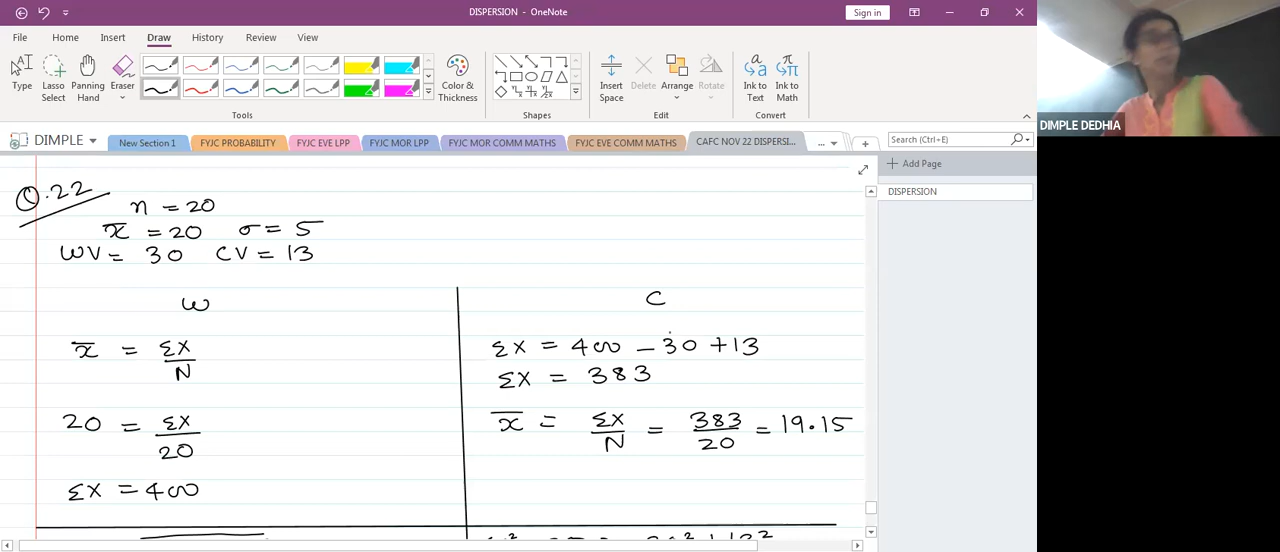 DISPERSION - OneNote
Sign in
File Home Insert Draw History Review View
Type
Lasso Select
Panning Hand
Eraser
Color & Thickness
Insert Space
Delete
Arrange
Rotate
Ink to Text
Ink to Math
Tools
Shapes
Edit
Convert
DIMPLE DEDHIA
DIMPLE
New Section 1
FYJC PROBABILITY
FYJC EVE LPP
FYJC MOR LPP
FYJC MOR COMM MATHS
FYJC EVE COMM MATHS
CAFC NOV 22 DISPERSI...
Search (Ctrl+E)
Add Page
DISPERSION
Q.22
n = 20
x̄ = 20 σ = 5
WV = 30 CV = 13
W
C
x̄ = Σx/N
20 = Σx/20
Σx = 400
Σx = 400 - 30 + 13
Σx = 383
x̄ = Σx/N = 383/20 = 19.15